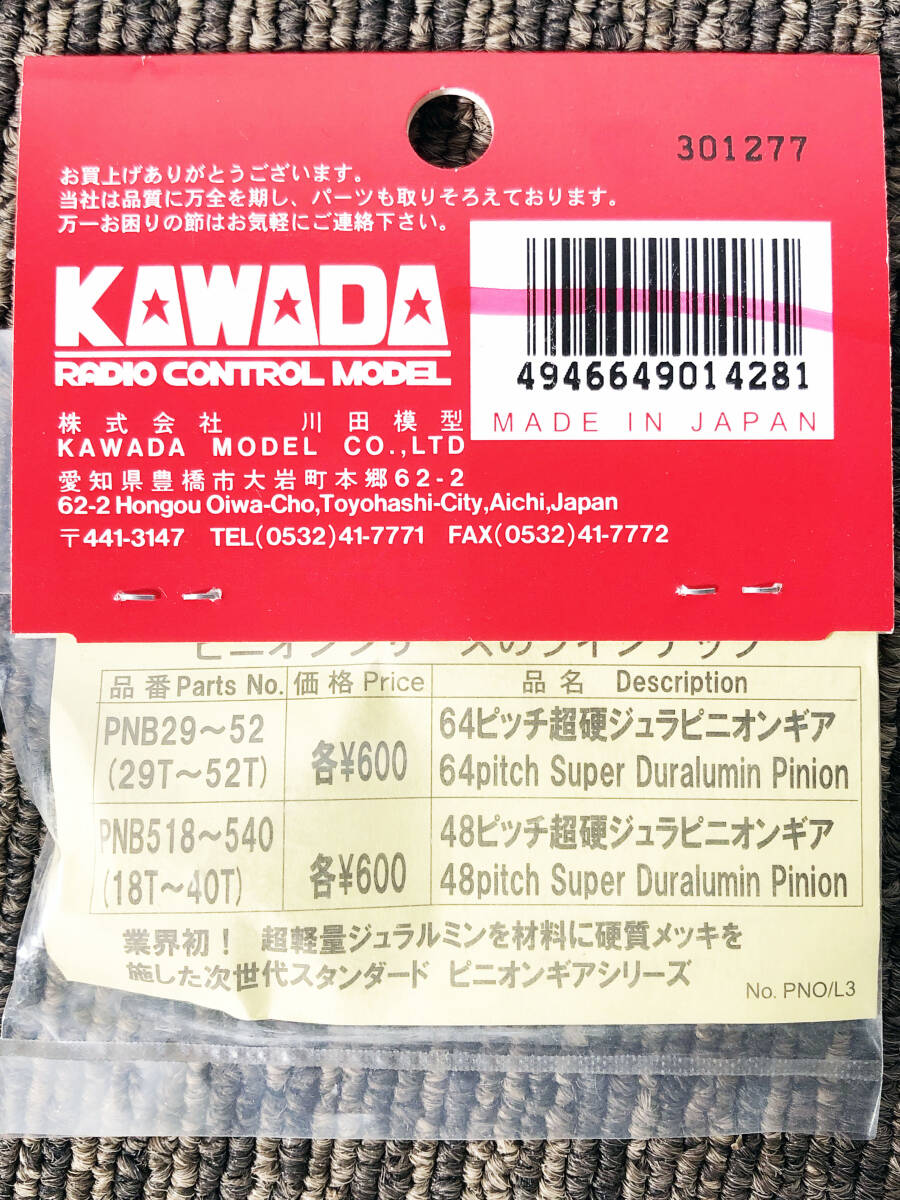 301277
お買上げありがとうございます。
当社は品質に万全を期し、パーツも取りそろえております。
万一お困りの節はお気軽にご連絡下さい。
KAWADA
RADIO CONTROL MODEL
4946649014281
MADE IN JAPAN
株式会社 川田模型
KAWADA MODEL CO.,LTD
愛知県豊橋市大岩町本郷62-2
62-2 Hongou Oiwa-Cho,Toyohashi-City,Aichi,Japan
〒441-3147 TEL(0532)41-7771 FAX(0532)41-7772
品番 Parts No. 価格 Price 品名 Description
PNB29～52
(29T～52T)
各¥600
64ピッチ超硬ジュラピニオンギア
64pitch Super Duralumin Pinion
PNB518～540
(18T～40T)
各¥600
48ピッチ超硬ジュラピニオンギア
48pitch Super Duralumin Pinion
業界初！ 超軽量ジュラルミンを材料に硬質メッキを
施した次世代スタンダード ピニオンギアシリーズ
No. PNO/L3